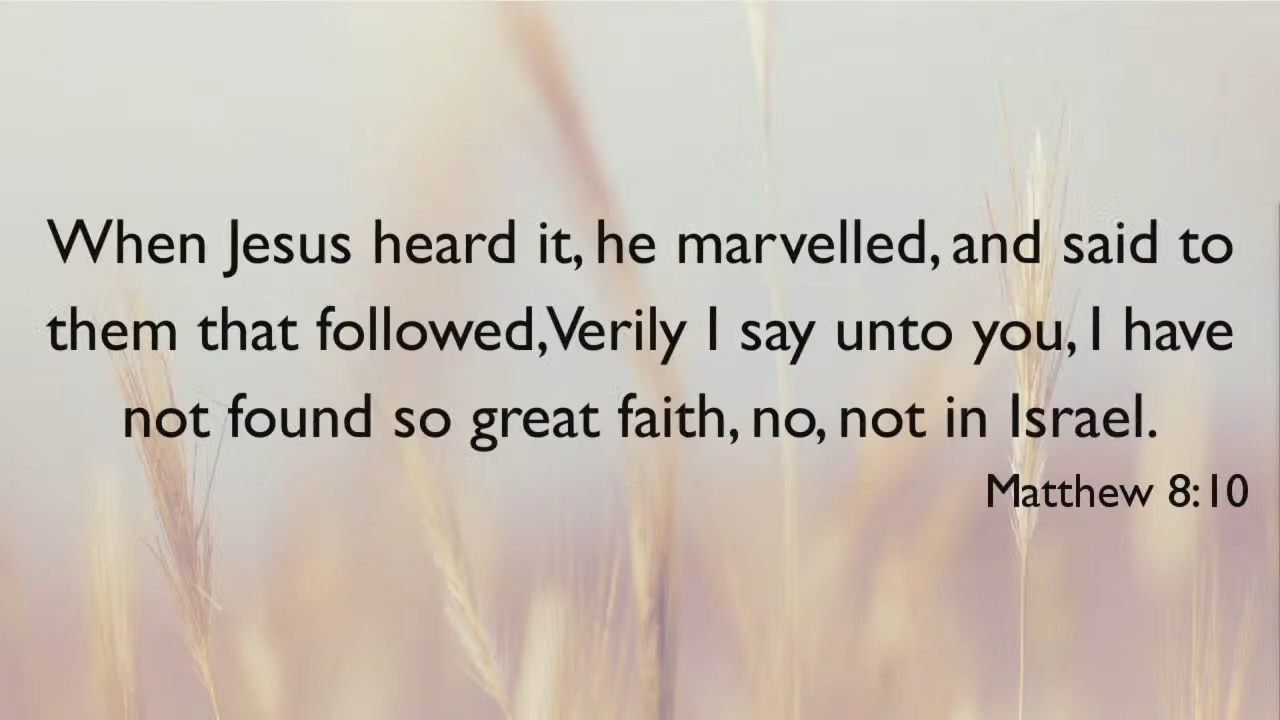 When Jesus heard it, he marvelled, and said to
them that followed, Verily I say unto you, I have
not found so great faith, no, not in Israel.
Matthew 8:10